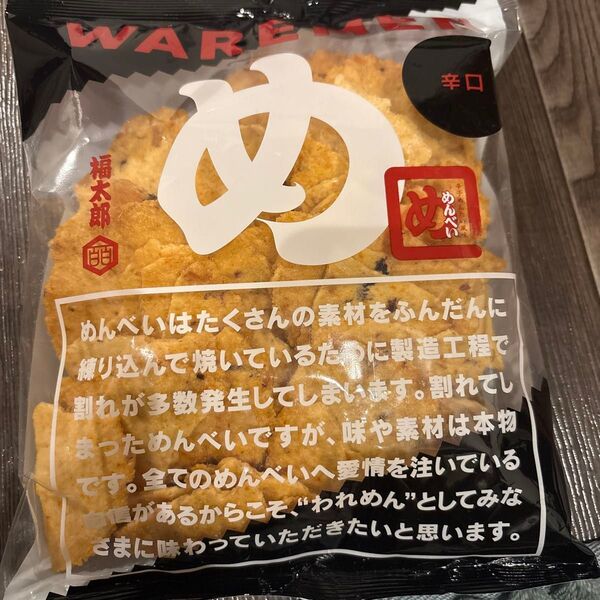 WAREMEN
辛口
め
福太郎
め
めんべい
めんべいはたくさんの素材をふんだんに
練り込んで焼いているために製造工程で
割れが多数発生してしまいます。割れてし
まっためんべいですが、味や素材は本物
です。全てのめんべいへ愛情を注いでいる
があるからこそ、“われめん”としてみな
さまに味わっていただきたいと思います。